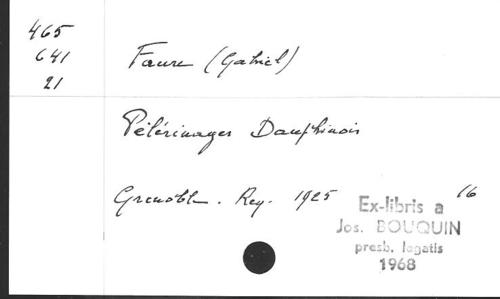 465
641
21
Faure (Gabriel)
Pèlerinages Dauphinois
Grenoble. Rey. 1925 16
Ex-libris a
Jos. BOUQUIN
presb. legatis
1968